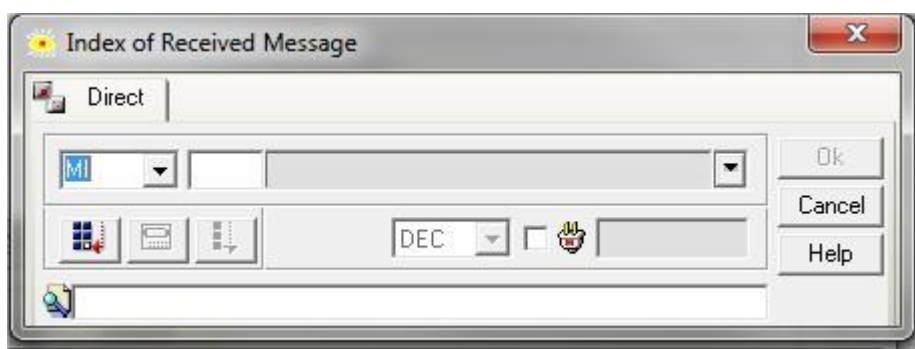 Index of Received Message
Direct
MI
Ok
Cancel
DEC
Help